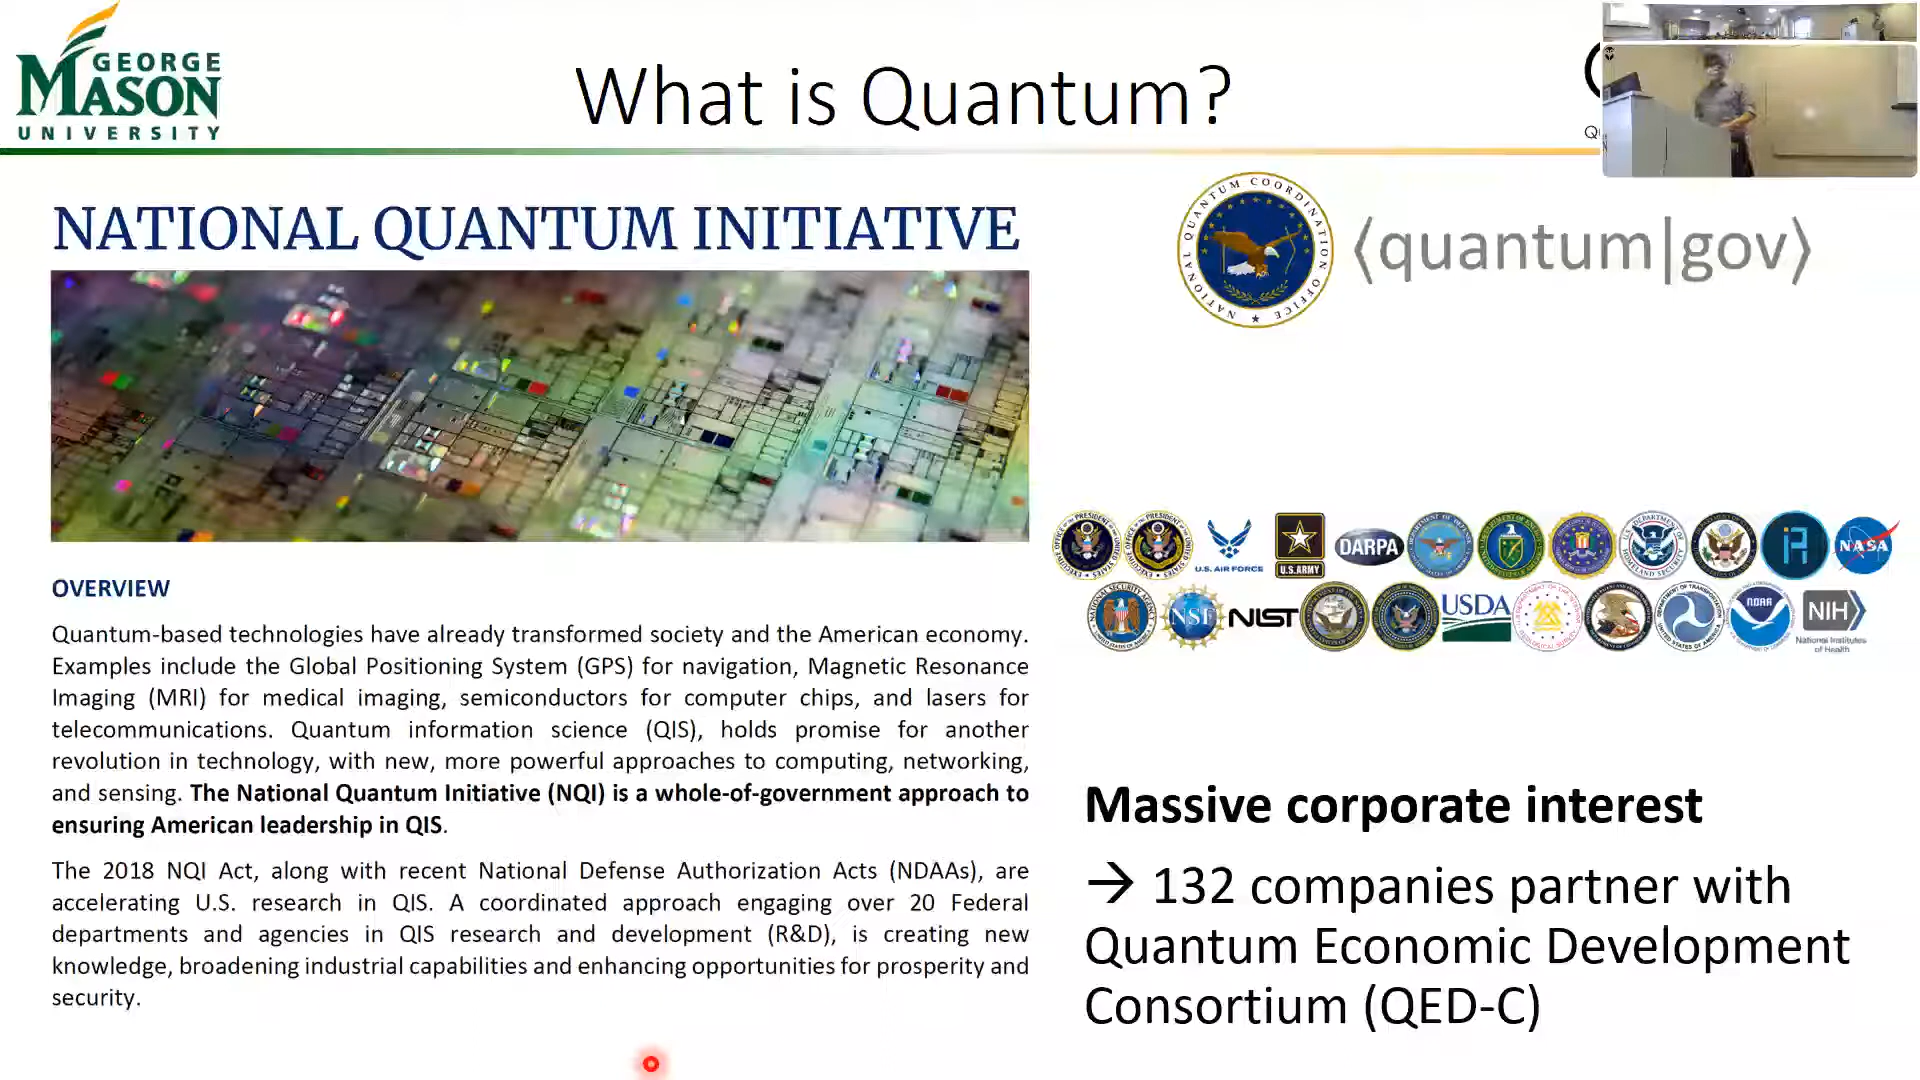 GEORGE
MASON
UNIVERSITY
What is Quantum?
NATIONAL QUANTUM INITIATIVE
NATIONAL QUANTUM COORDINATION OFFICE
⟨quantum|gov⟩
OVERVIEW
Quantum-based technologies have already transformed society and the American economy.
Examples include the Global Positioning System (GPS) for navigation, Magnetic Resonance
Imaging (MRI) for medical imaging, semiconductors for computer chips, and lasers for
telecommunications. Quantum information science (QIS), holds promise for another
revolution in technology, with new, more powerful approaches to computing, networking,
and sensing. The National Quantum Initiative (NQI) is a whole-of-government approach to
ensuring American leadership in QIS.
The 2018 NQI Act, along with recent National Defense Authorization Acts (NDAAs), are
accelerating U.S. research in QIS. A coordinated approach engaging over 20 Federal
departments and agencies in QIS research and development (R&D), is creating new
knowledge, broadening industrial capabilities and enhancing opportunities for prosperity and
security.
U.S. AIR FORCE
U.S.ARMY
DARPA
NASA
NSF
NIST
USDA
NOAA
NIH
National Institutes
of Health
Massive corporate interest
→ 132 companies partner with
Quantum Economic Development
Consortium (QED-C)